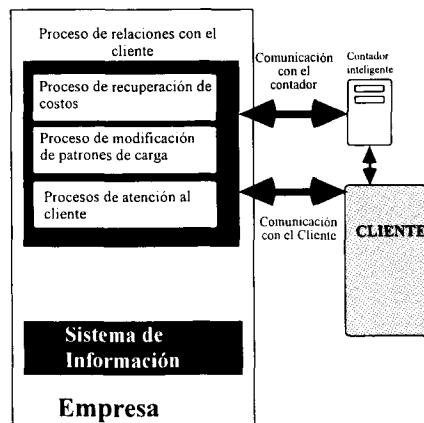 Proceso de relaciones con el
cliente
Proceso de recuperación de
costos
Proceso de modificación
de patrones de carga
Procesos de atención al
cliente
Comunicación
con el
contador
Contador
inteligente
Comunicación
con el Cliente
CLIENTE
Sistema de
Información
Empresa